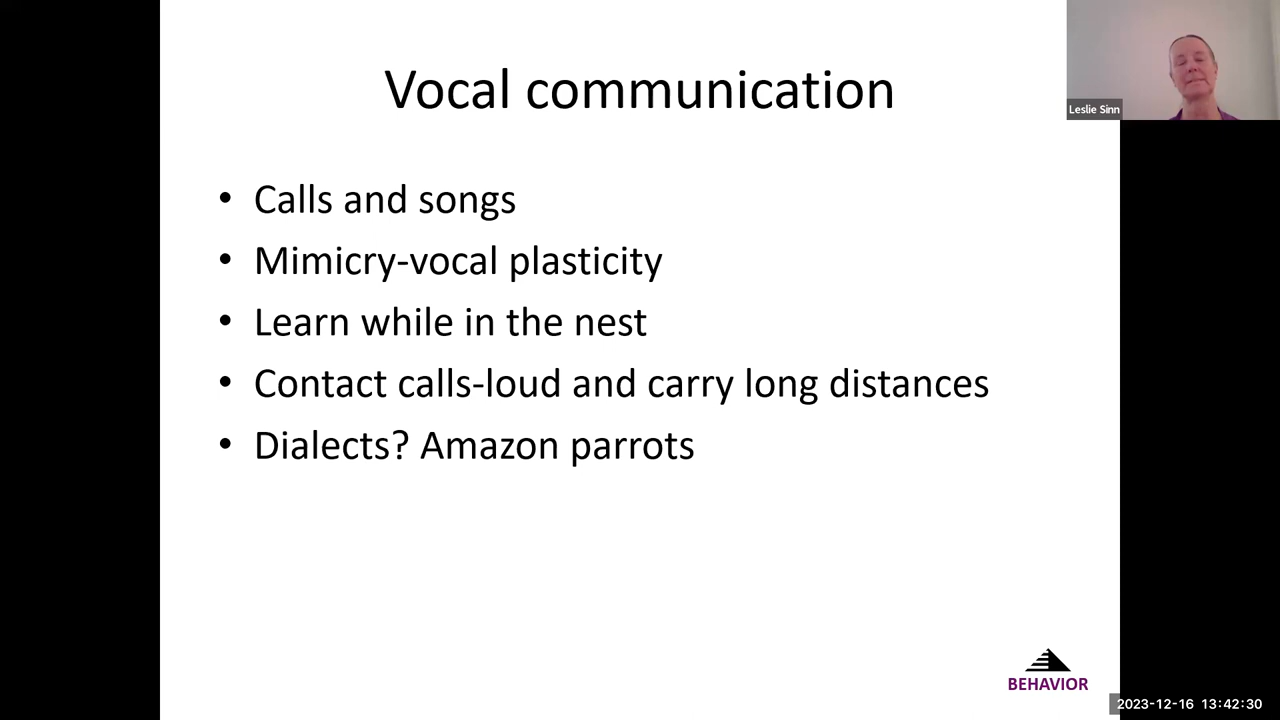 Vocal communication
Leslie Sinn
• Calls and songs
• Mimicry-vocal plasticity
• Learn while in the nest
• Contact calls-loud and carry long distances
• Dialects? Amazon parrots
BEHAVIOR
2023-12-16 13:42:30